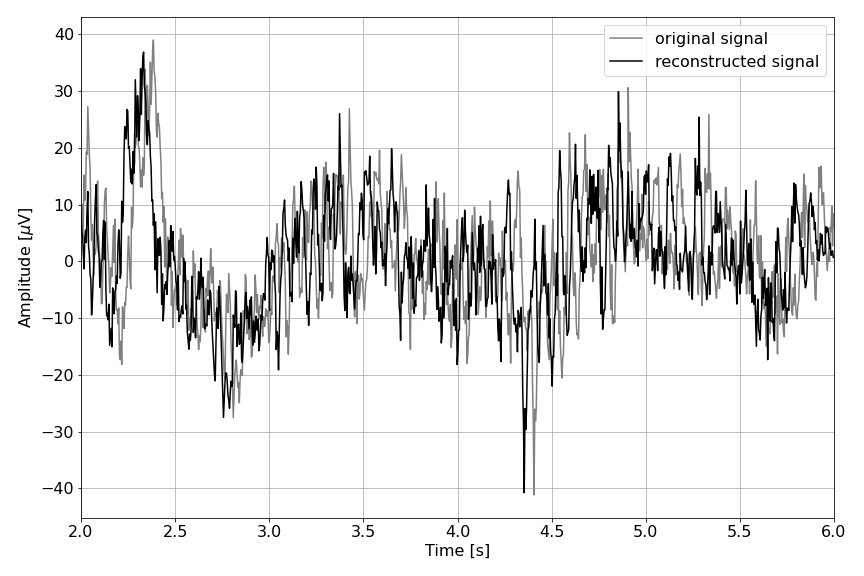 original signal
reconstructed signal
Amplitude [μV]
40
30
20
10
0
−10
−20
−30
−40
2.0 2.5 3.0 3.5 4.0 4.5 5.0 5.5 6.0
Time [s]